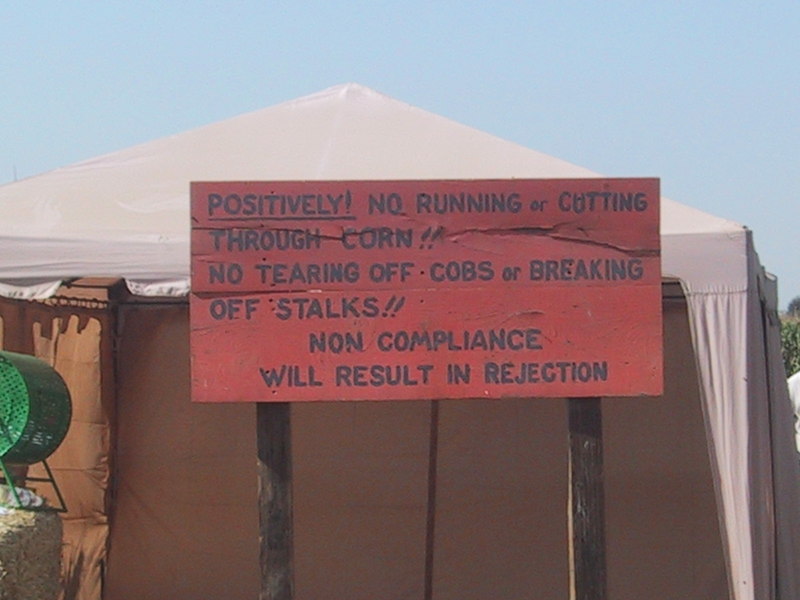 POSITIVELY! NO RUNNING or CUTTING
THROUGH CORN!!
NO TEARING OFF COBS or BREAKING
OFF STALKS!!
NON COMPLIANCE
WILL RESULT IN REJECTION